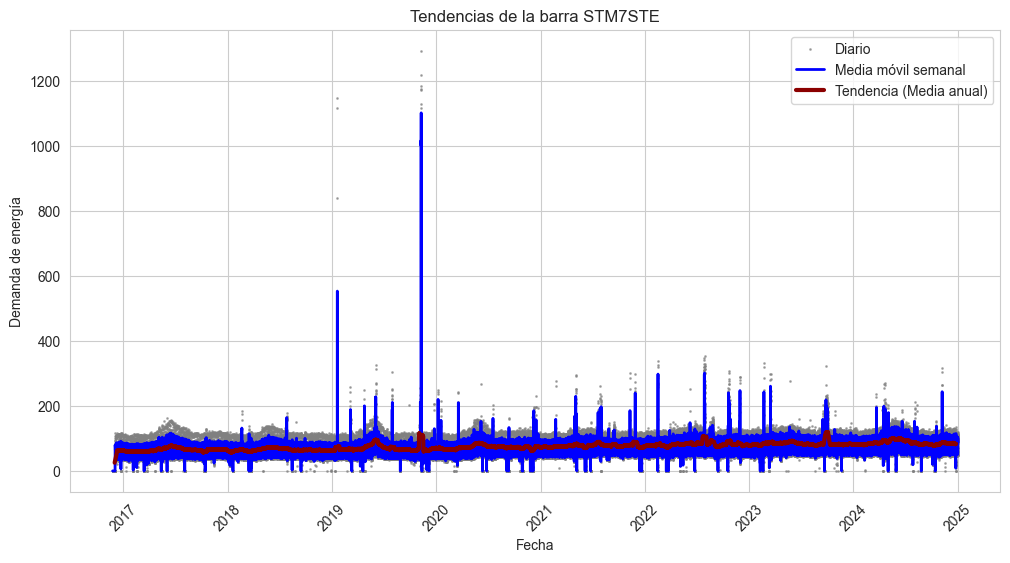 Tendencias de la barra STM7STE
Diario
Media móvil semanal
Tendencia (Media anual)
Demanda de energía
1200
1000
800
600
400
200
0
2017
2018
2019
2020
2021
2022
2023
2024
2025
Fecha